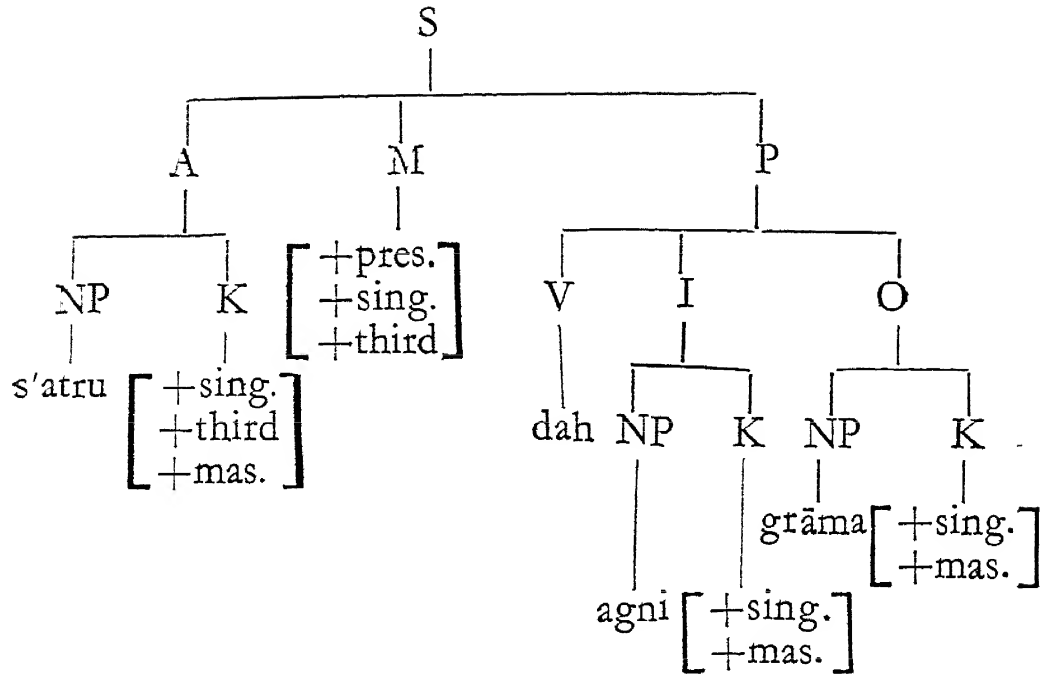 S
A M P
NP K [+pres. V I O
+sing.
+third]
s'atru [+sing. dah NP K NP K
+third
+mas.]
grāma [+sing.
+mas.]
agni [+sing.
+mas.]